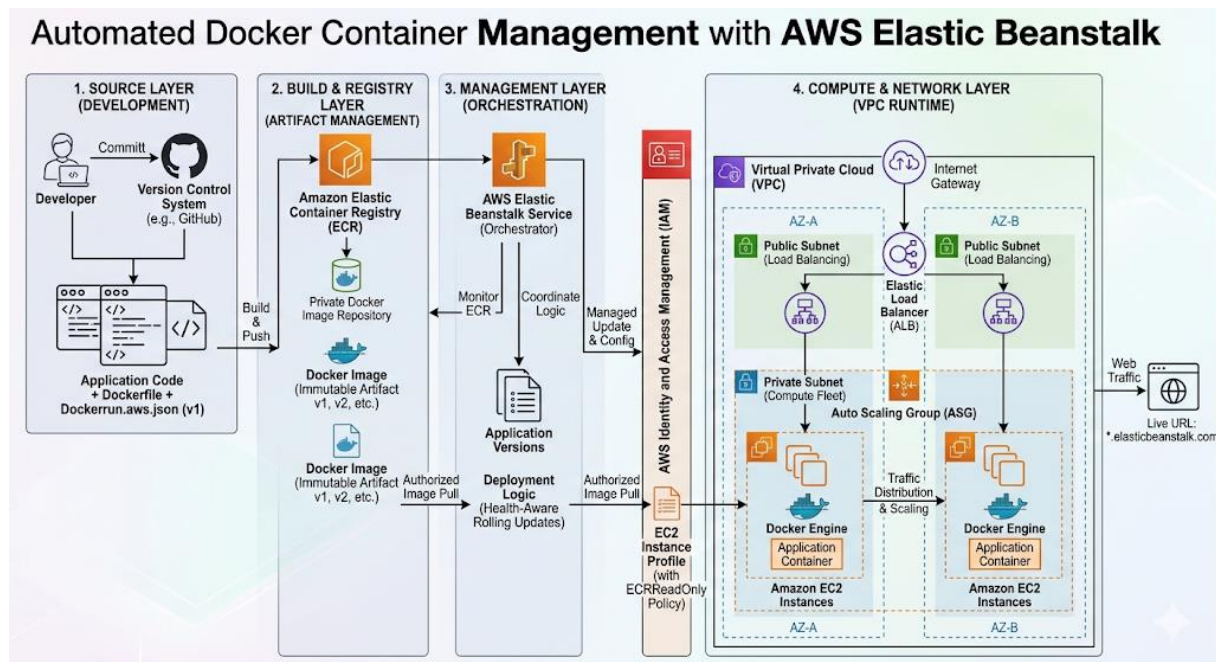 Automated Docker Container Management with AWS Elastic Beanstalk
1. SOURCE LAYER
(DEVELOPMENT)
Committ
Developer
Version Control
System
(e.g., GitHub)
</>
</>
</>
</>
Application Code
+ Dockerfile +
Dockerrun.aws.json (v1)
Build
&
Push
2. BUILD & REGISTRY
LAYER
(ARTIFACT MANAGEMENT)
Amazon Elastic
Container Registry
(ECR)
Private Docker
Image Repository
Docker Image
(Immutable Artifact
v1, v2, etc.)
Docker Image
(Immutable Artifact
v1, v2, etc.)
Authorized
Image Pull
3. MANAGEMENT LAYER
(ORCHESTRATION)
AWS Elastic
Beanstalk Service
(Orchestrator)
Monitor
ECR
Coordinate
Logic
Application
Versions
Deployment
Logic
(Health-Aware
Rolling Updates)
Managed
Update
& Config
Authorized
Image Pull
AWS Identity and Access Management (IAM)
EC2
Instance
Profile
(with
ECRReadOnly
Policy)
4. COMPUTE & NETWORK LAYER
(VPC RUNTIME)
Virtual Private Cloud
(VPC)
Internet
Gateway
AZ-A
AZ-B
Public Subnet
(Load Balancing)
Public Subnet
(Load Balancing)
Elastic
Load
Balancer
(ALB)
Private Subnet
(Compute Fleet)
Auto Scaling Group (ASG)
Docker Engine
Application
Container
Amazon EC2
Instances
Traffic
Distribution
& Scaling
Docker Engine
Application
Container
Amazon EC2
Instances
AZ-A
AZ-B
Web
Traffic
Live URL:
*.elasticbeanstalk.com